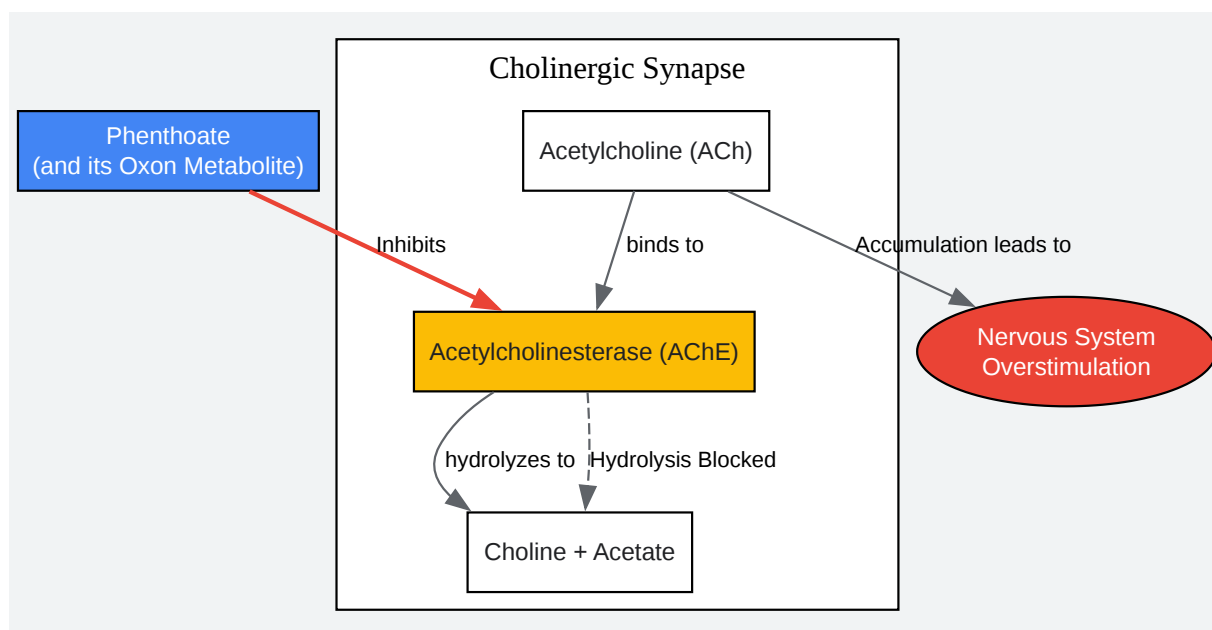 Cholinergic Synapse
Phenthoate
(and its Oxon Metabolite)
Acetylcholine (ACh)
Inhibits
binds to
Accumulation leads to
Acetylcholinesterase (AChE)
Nervous System
Overstimulation
hydrolyzes to
Hydrolysis Blocked
Choline + Acetate